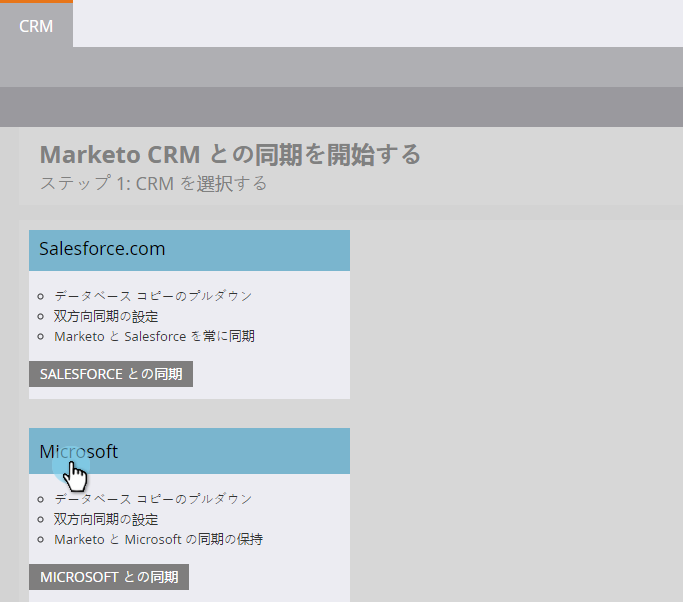 CRM
Marketo CRM との同期を開始する
ステップ 1: CRM を選択する
Salesforce.com
データベース コピーのプルダウン
双方向同期の設定
Marketo と Salesforce を常に同期
SALESFORCE との同期
Microsoft
データベース コピーのプルダウン
双方向同期の設定
Marketo と Microsoft の同期の保持
MICROSOFT との同期